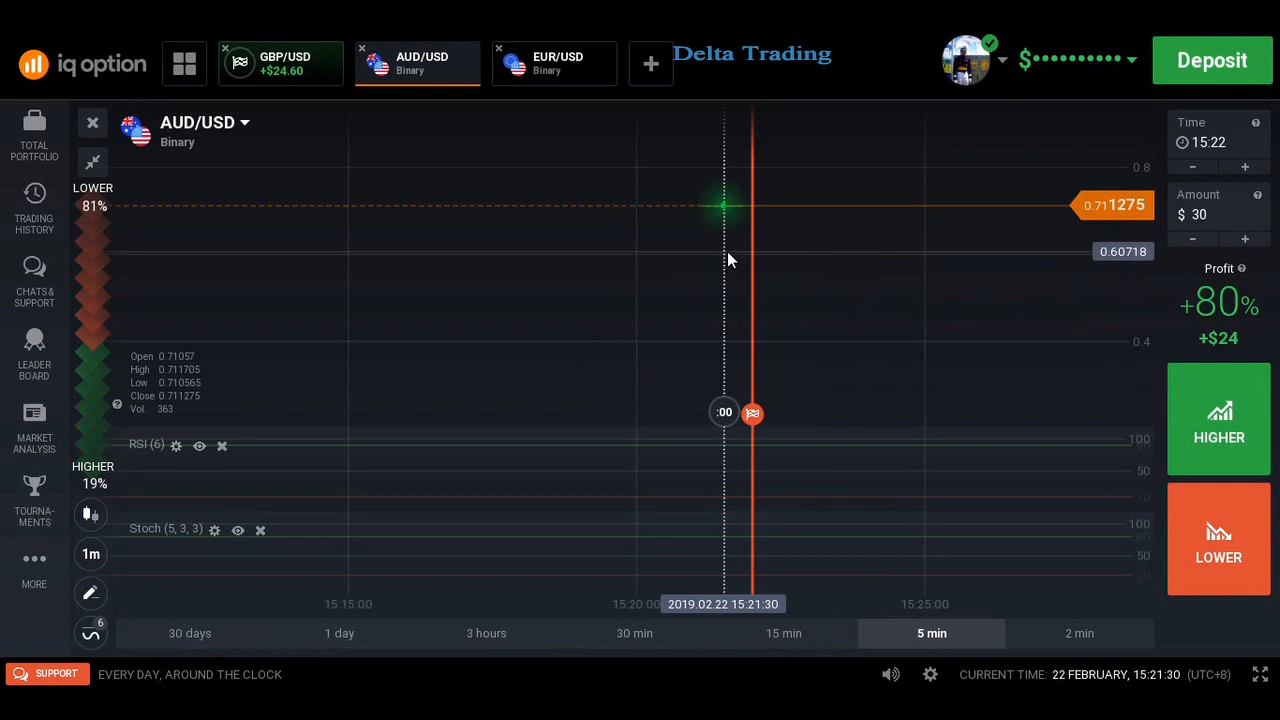 iq option
GBP/USD
+$24.60
AUD/USD
Binary
EUR/USD
Binary
+
Delta Trading
$••••••••••
Deposit
TOTAL
PORTFOLIO
TRADING
HISTORY
CHATS &
SUPPORT
LEADER
BOARD
MARKET
ANALYSIS
TOURNA-
MENTS
MORE
AUD/USD
Binary
LOWER
81%
HIGHER
19%
1m
6
Open 0.71057
High 0.711705
Low 0.710565
Close 0.711275
Vol. 363
RSI (6)
Stoch (5, 3, 3)
:00
0.8
0.711275
0.60718
0.4
100
50
100
50
15:15:00
15:20:00
2019.02.22 15:21:30
15:25:00
30 days
1 day
3 hours
30 min
15 min
5 min
2 min
Time
15:22
- +
Amount
$ 30
- +
Profit
+80%
+$24
HIGHER
LOWER
SUPPORT
EVERY DAY, AROUND THE CLOCK
CURRENT TIME: 22 FEBRUARY, 15:21:30 (UTC+8)